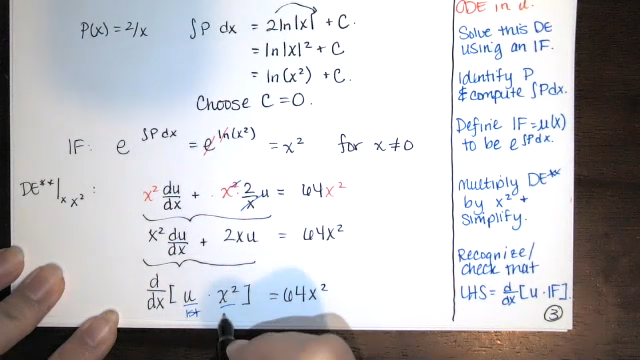 P(x) = 2/x ∫P dx = 2ln|x| + C.
= ln|x|² + C
= ln(x²) + C.
Choose C = 0.
IF: e^∫Pdx = e^ln(x²) = x² for x ≠ 0
DE**|ₓ ₓ² : x² du/dx + x² · 2/x u = 64x²
x² du/dx + 2xu = 64x²
d/dx [u · x²] = 64x²
1st
ODE in u.
Solve this DE
using an IF.
Identify P
& compute ∫Pdx.
Define IF = μ(x)
to be e^∫Pdx.
Multiply DE**
by x² +
simplify.
Recognize/
check that
LHS = d/dx [u · IF].
3